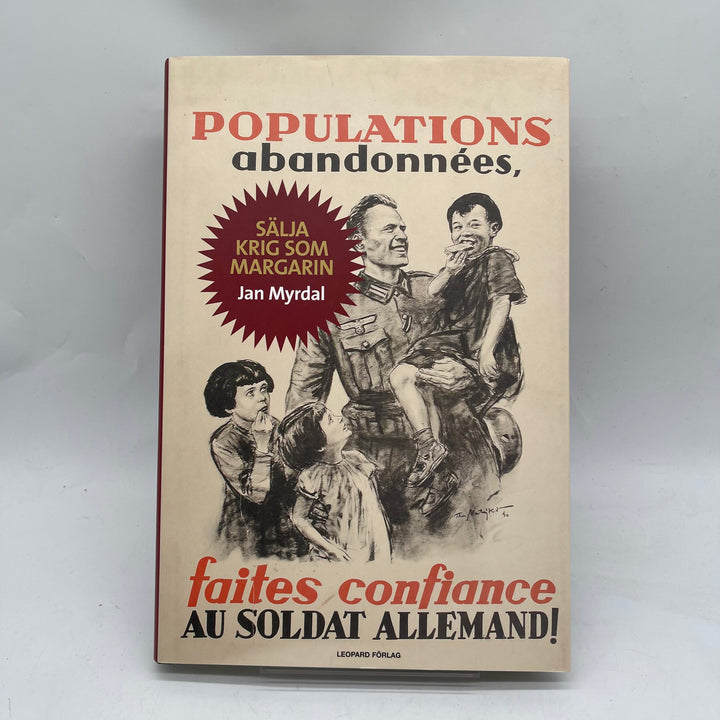 POPULATIONS
abandonnées,
SÄLJA
KRIG SOM
MARGARIN
Jan Myrdal
faites confiance
AU SOLDAT ALLEMAND!
LEOPARD FÖRLAG